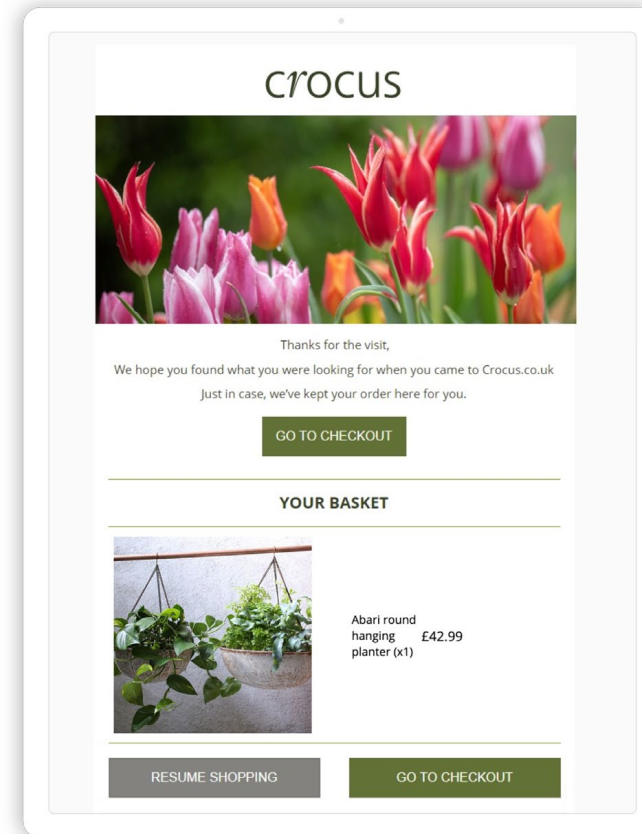 crocus
Thanks for the visit,
We hope you found what you were looking for when you came to Crocus.co.uk
Just in case, we've kept your order here for you.
GO TO CHECKOUT
YOUR BASKET
Abari round
hanging £42.99
planter (x1)
RESUME SHOPPING GO TO CHECKOUT